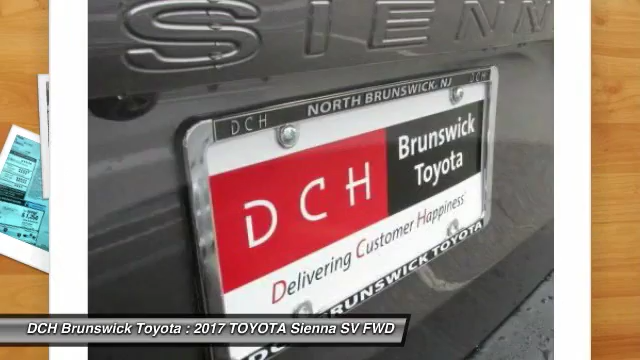 SIENN
DCH NORTH BRUNSWICK, NJ DCH
DCH Brunswick
Toyota
Delivering Customer Happiness
BRUNSWICK TOYOTA
DCH Brunswick Toyota : 2017 TOYOTA Sienna SV FWD